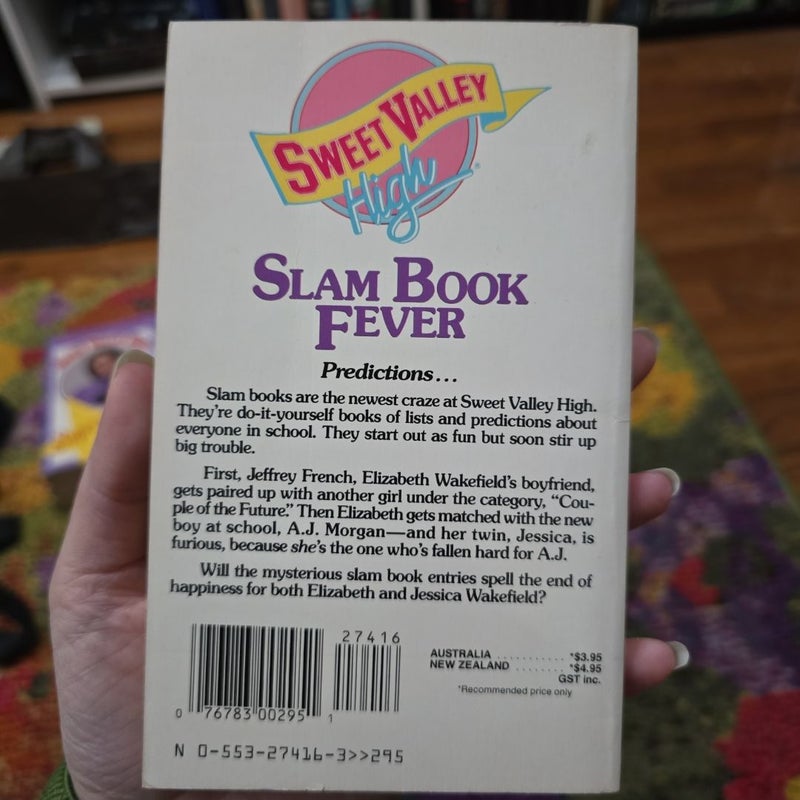 SWEET VALLEY
High®
SLAM BOOK
FEVER
Predictions...
Slam books are the newest craze at Sweet Valley High.
They're do-it-yourself books of lists and predictions about
everyone in school. They start out as fun but soon stir up
big trouble.
First, Jeffrey French, Elizabeth Wakefield's boyfriend,
gets paired up with another girl under the category, "Cou-
ple of the Future." Then Elizabeth gets matched with the new
boy at school, A.J. Morgan—and her twin, Jessica, is
furious, because she's the one who's fallen hard for A.J.
Will the mysterious slam book entries spell the end of
happiness for both Elizabeth and Jessica Wakefield?
27416
0 76783 00295 1
AUSTRALIA ........... *$3.95
NEW ZEALAND ........ *$4.95
GST inc.
*Recommended price only
N 0-553-27416-3>>295